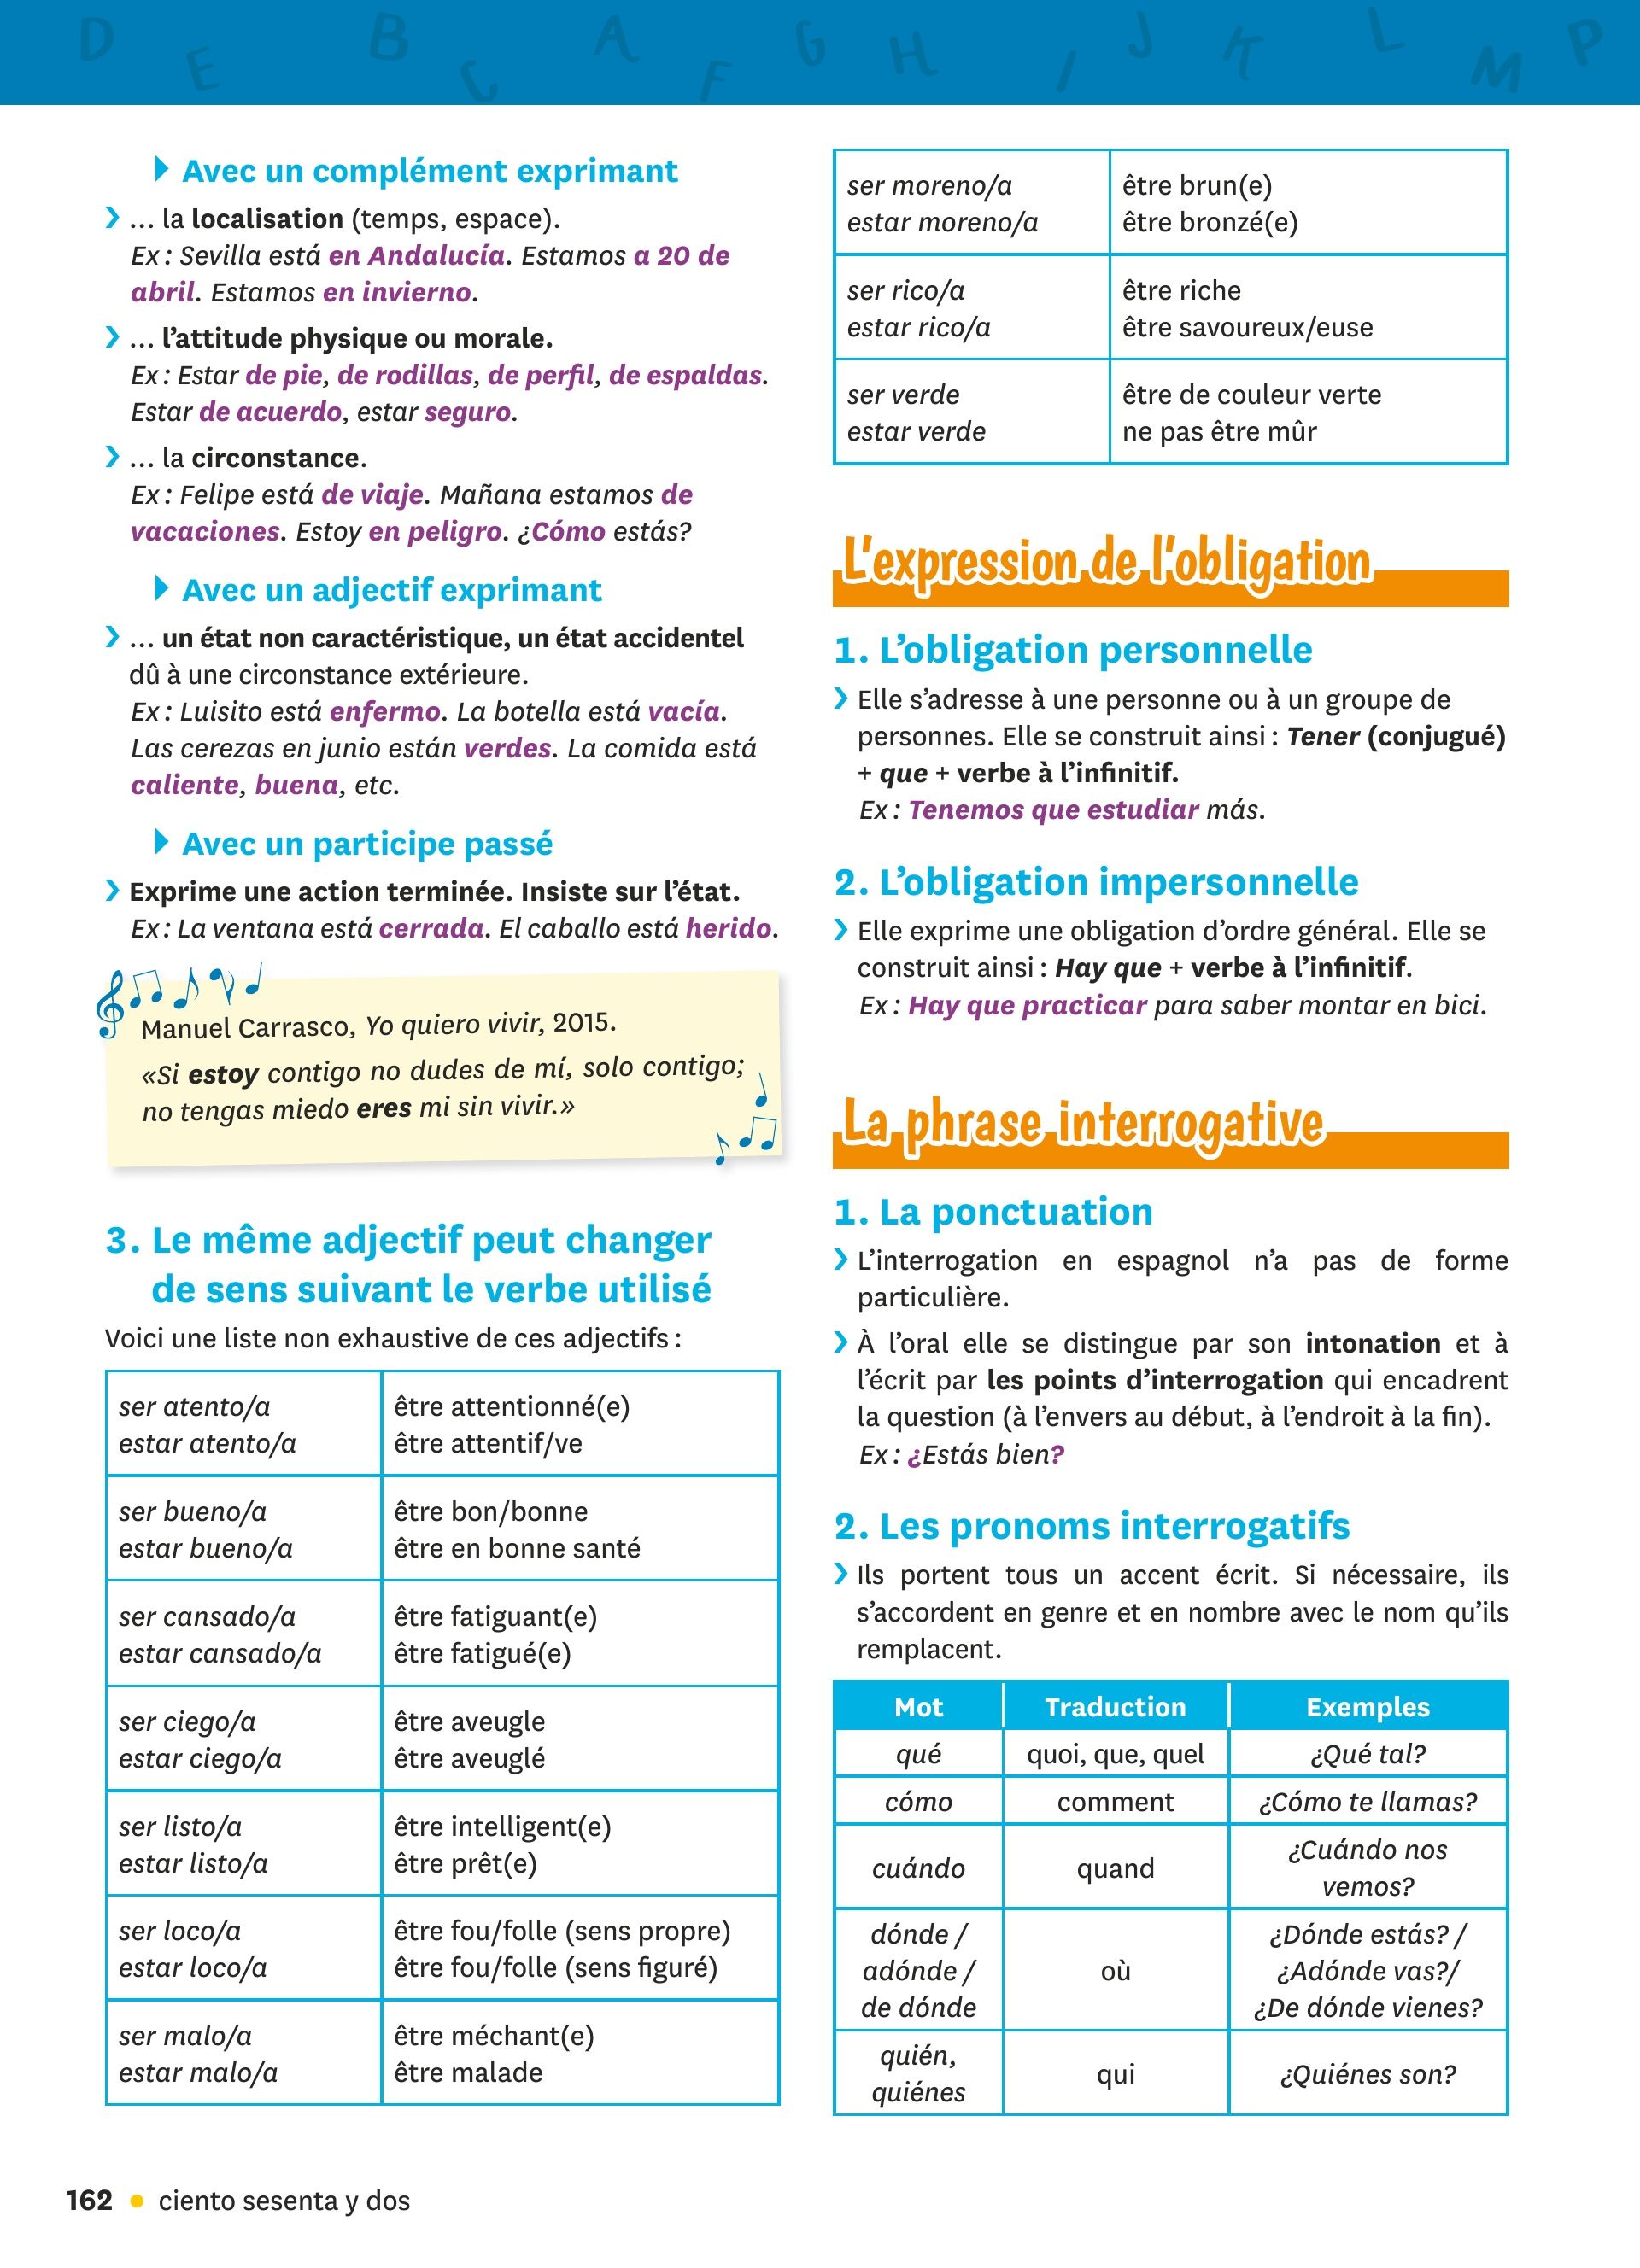 D E B C A F G H I J K L M P
Avec un complément exprimant
… la localisation (temps, espace).
Ex : Sevilla está en Andalucía. Estamos a 20 de
abril. Estamos en invierno.
… l’attitude physique ou morale.
Ex : Estar de pie, de rodillas, de perfil, de espaldas.
Estar de acuerdo, estar seguro.
… la circonstance.
Ex : Felipe está de viaje. Mañana estamos de
vacaciones. Estoy en peligro. ¿Cómo estás?
Avec un adjectif exprimant
… un état non caractéristique, un état accidentel
dû à une circonstance extérieure.
Ex : Luisito está enfermo. La botella está vacía.
Las cerezas en junio están verdes. La comida está
caliente, buena, etc.
Avec un participe passé
Exprime une action terminée. Insiste sur l’état.
Ex : La ventana está cerrada. El caballo está herido.
Manuel Carrasco, Yo quiero vivir, 2015.
«Si estoy contigo no dudes de mí, solo contigo;
no tengas miedo eres mi sin vivir.»
3. Le même adjectif peut changer
de sens suivant le verbe utilisé
Voici une liste non exhaustive de ces adjectifs :
ser atento/a être attentionné(e)
estar atento/a être attentif/ve
ser bueno/a être bon/bonne
estar bueno/a être en bonne santé
ser cansado/a être fatiguant(e)
estar cansado/a être fatigué(e)
ser ciego/a être aveugle
estar ciego/a être aveuglé
ser listo/a être intelligent(e)
estar listo/a être prêt(e)
ser loco/a être fou/folle (sens propre)
estar loco/a être fou/folle (sens figuré)
ser malo/a être méchant(e)
estar malo/a être malade
ser moreno/a être brun(e)
estar moreno/a être bronzé(e)
ser rico/a être riche
estar rico/a être savoureux/euse
ser verde être de couleur verte
estar verde ne pas être mûr
L’expression de l’obligation
1. L’obligation personnelle
Elle s’adresse à une personne ou à un groupe de
personnes. Elle se construit ainsi : Tener (conjugué)
+ que + verbe à l’infinitif.
Ex : Tenemos que estudiar más.
2. L’obligation impersonnelle
Elle exprime une obligation d’ordre général. Elle se
construit ainsi : Hay que + verbe à l’infinitif.
Ex : Hay que practicar para saber montar en bici.
La phrase interrogative
1. La ponctuation
L’interrogation en espagnol n’a pas de forme
particulière.
À l’oral elle se distingue par son intonation et à
l’écrit par les points d’interrogation qui encadrent
la question (à l’envers au début, à l’endroit à la fin).
Ex : ¿Estás bien?
2. Les pronoms interrogatifs
Ils portent tous un accent écrit. Si nécessaire, ils
s’accordent en genre et en nombre avec le nom qu’ils
remplacent.
Mot Traduction Exemples
qué quoi, que, quel ¿Qué tal?
cómo comment ¿Cómo te llamas?
cuándo quand ¿Cuándo nos
vemos?
dónde / ¿Dónde estás? /
adónde / où ¿Adónde vas?/
de dónde ¿De dónde vienes?
quién,
quiénes qui ¿Quiénes son?
162 • ciento sesenta y dos